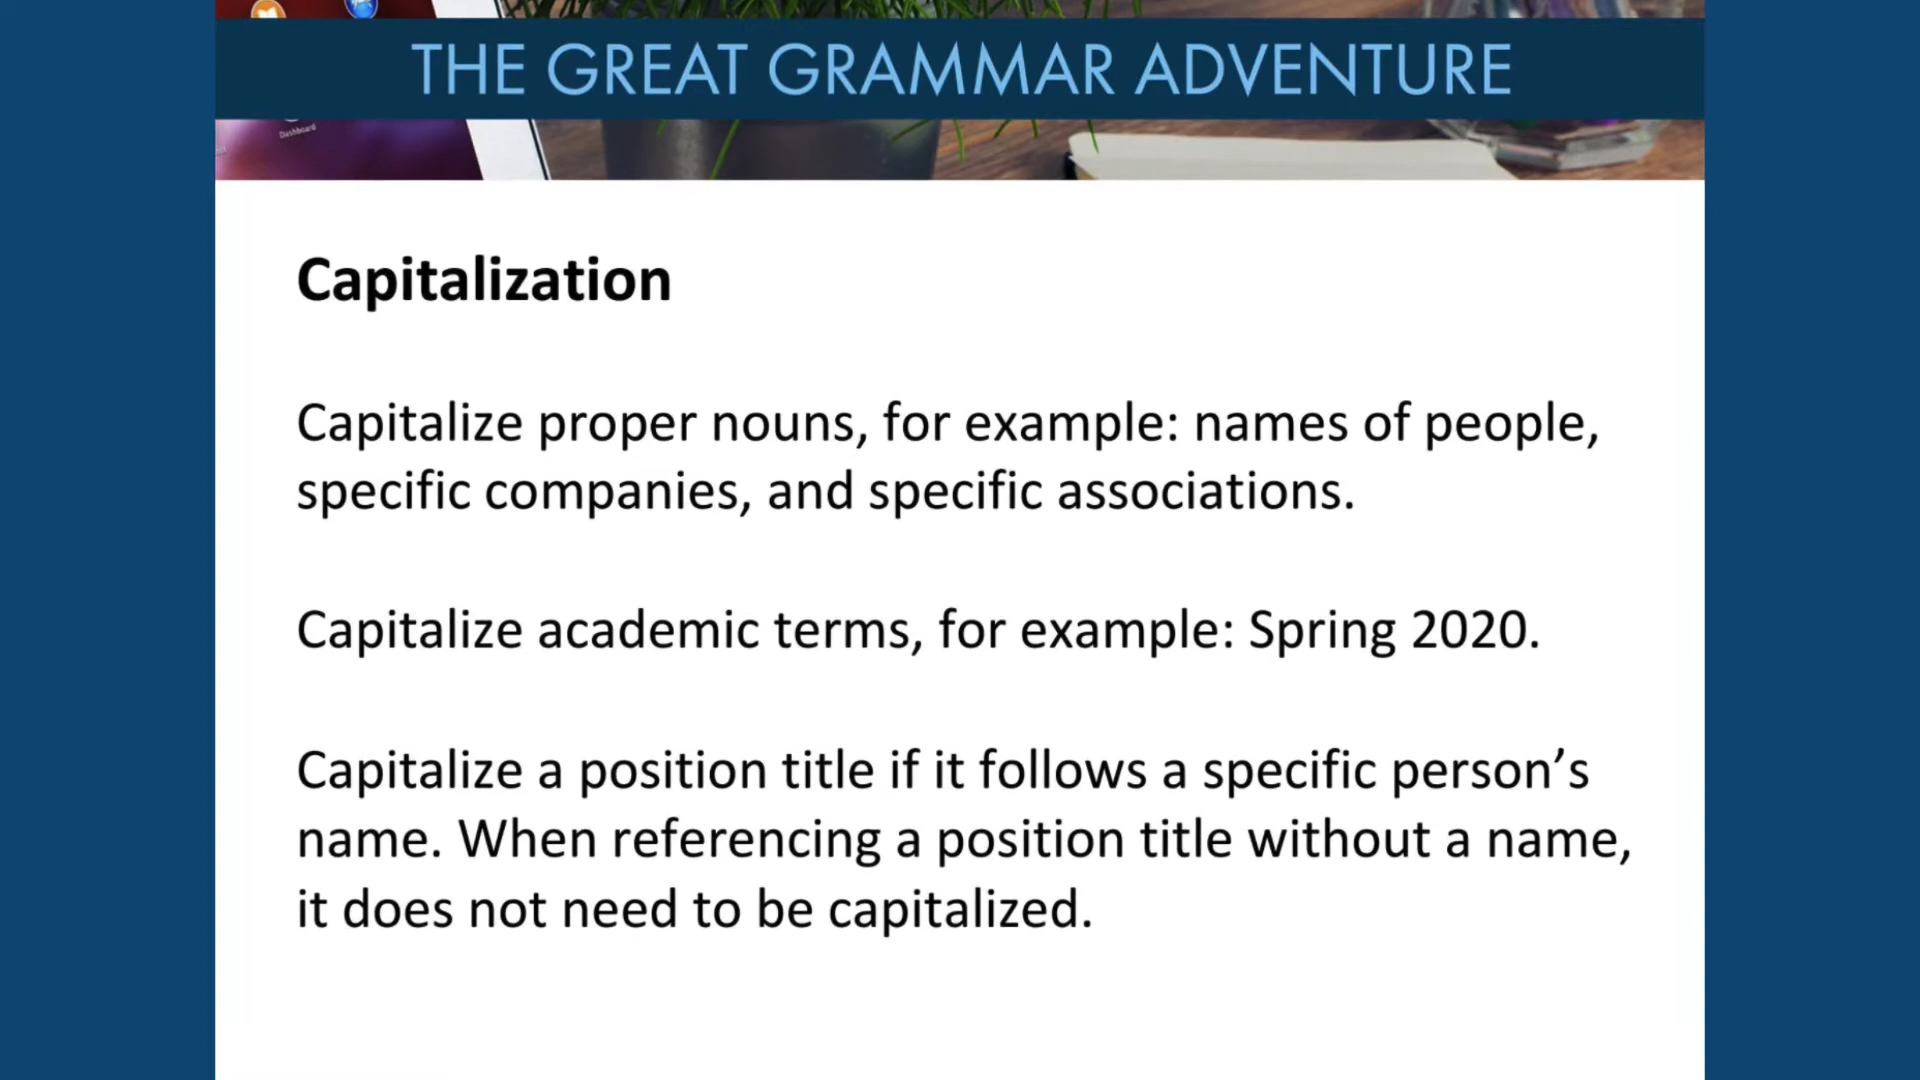 Dashboard
THE GREAT GRAMMAR ADVENTURE
Capitalization
Capitalize proper nouns, for example: names of people,
specific companies, and specific associations.
Capitalize academic terms, for example: Spring 2020.
Capitalize a position title if it follows a specific person’s
name. When referencing a position title without a name,
it does not need to be capitalized.